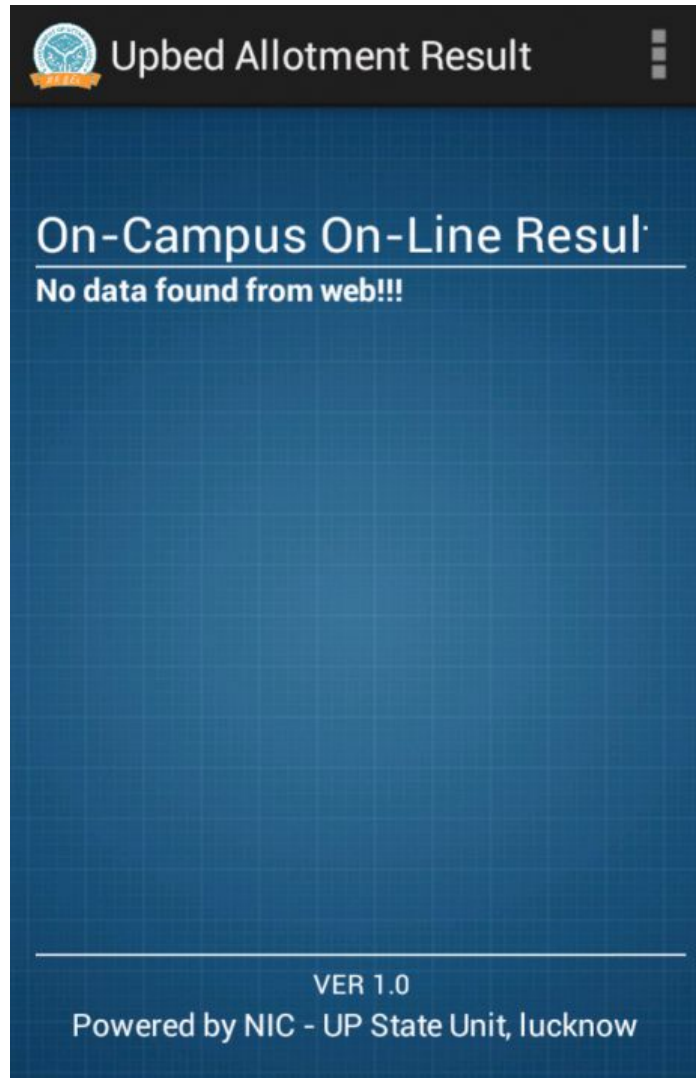 Upbed Allotment Result
On-Campus On-Line Resul
No data found from web!!!
VER 1.0
Powered by NIC - UP State Unit, lucknow